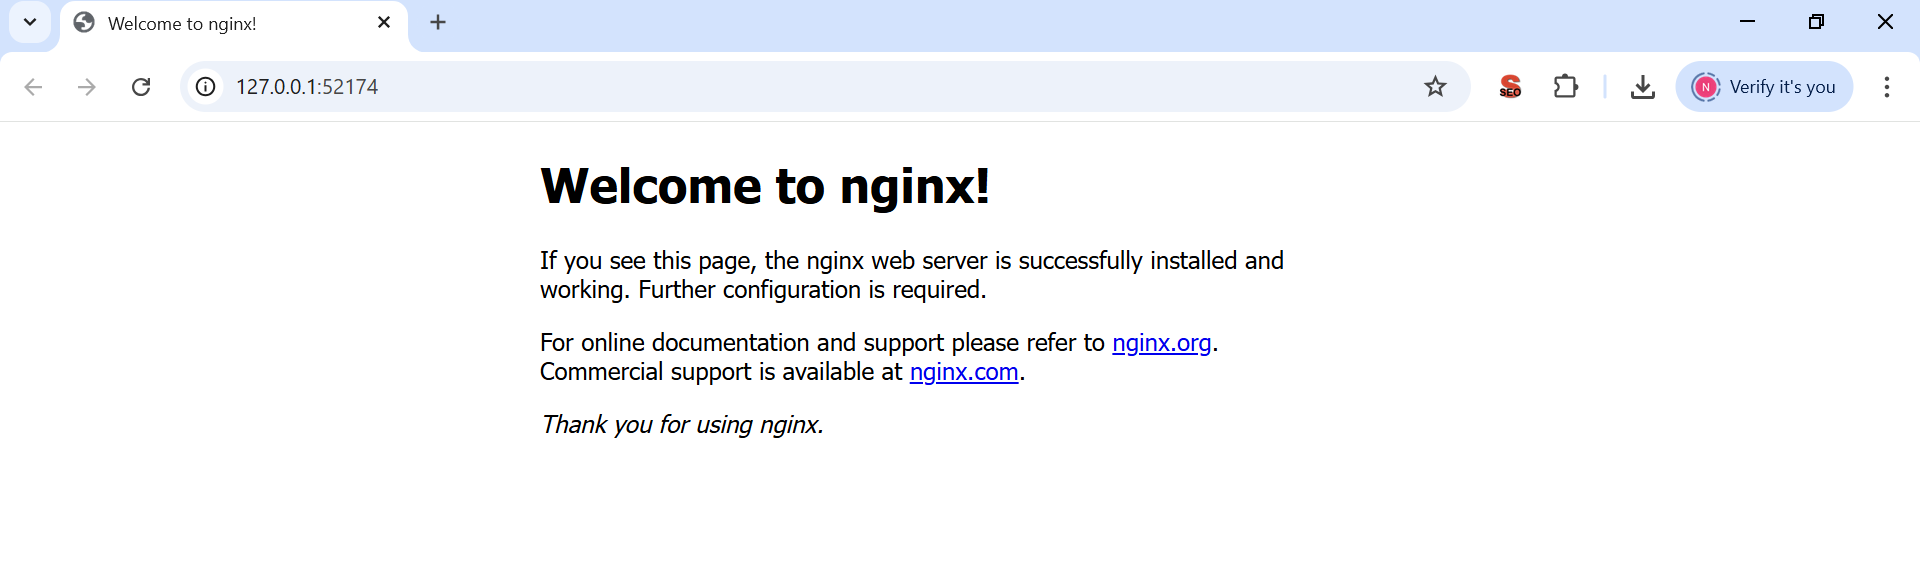 Welcome to nginx!
127.0.0.1:52174
S
SEO
N
Verify it's you
Welcome to nginx!
If you see this page, the nginx web server is successfully installed and
working. Further configuration is required.
For online documentation and support please refer to nginx.org.
Commercial support is available at nginx.com.
Thank you for using nginx.